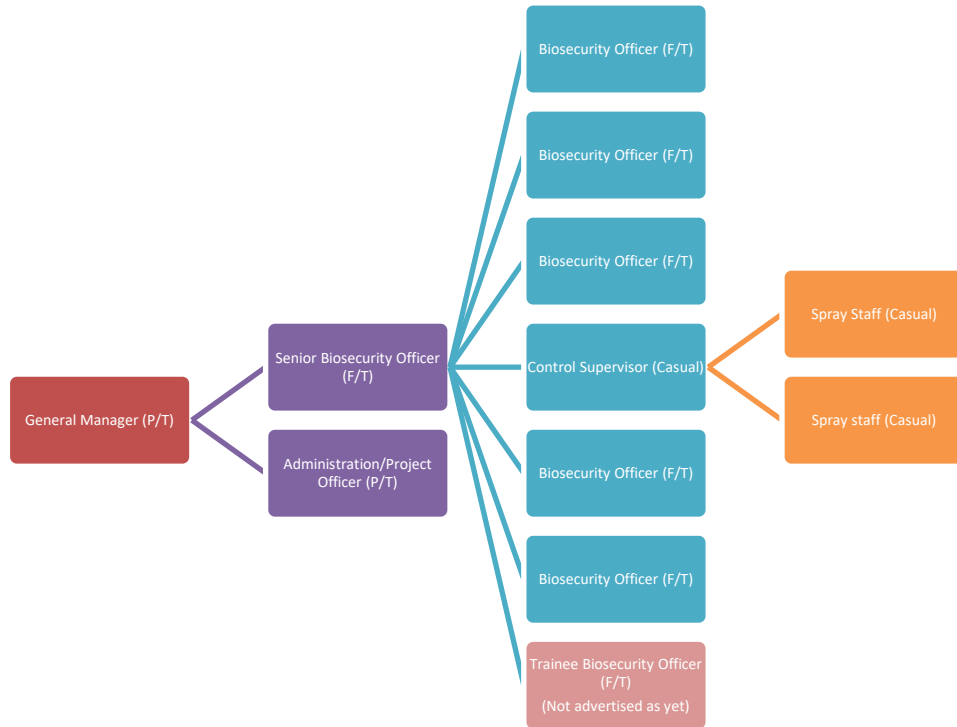 General Manager (P/T)
Senior Biosecurity Officer
(F/T)
Administration/Project
Officer (P/T)
Biosecurity Officer (F/T)
Biosecurity Officer (F/T)
Biosecurity Officer (F/T)
Control Supervisor (Casual)
Spray Staff (Casual)
Spray staff (Casual)
Biosecurity Officer (F/T)
Biosecurity Officer (F/T)
Trainee Biosecurity Officer
(F/T)
(Not advertised as yet)